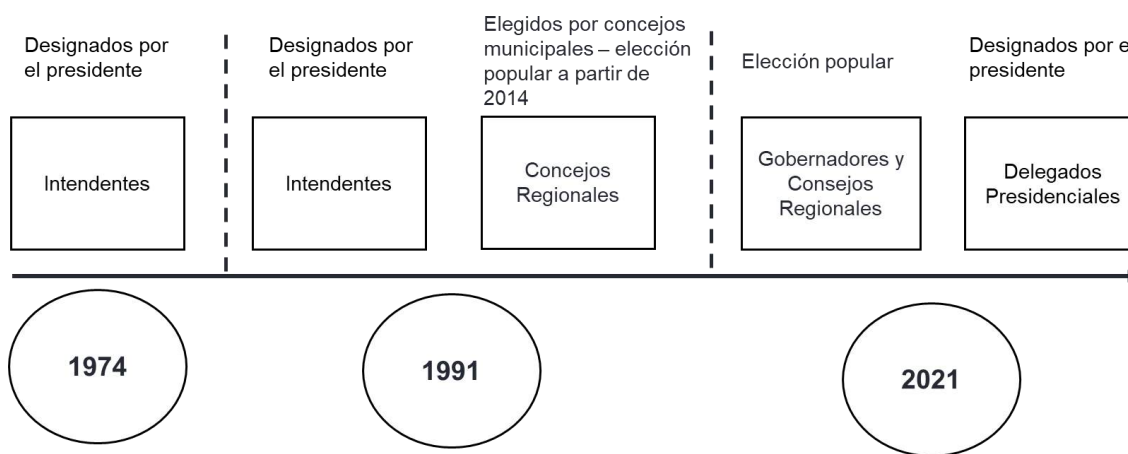 Designados por
el presidente
Intendentes
Designados por
el presidente
Intendentes
Elegidos por concejos
municipales – elección
popular a partir de
2014
Concejos
Regionales
Elección popular
Gobernadores y
Consejos
Regionales
Designados por e
presidente
Delegados
Presidenciales
1974
1991
2021